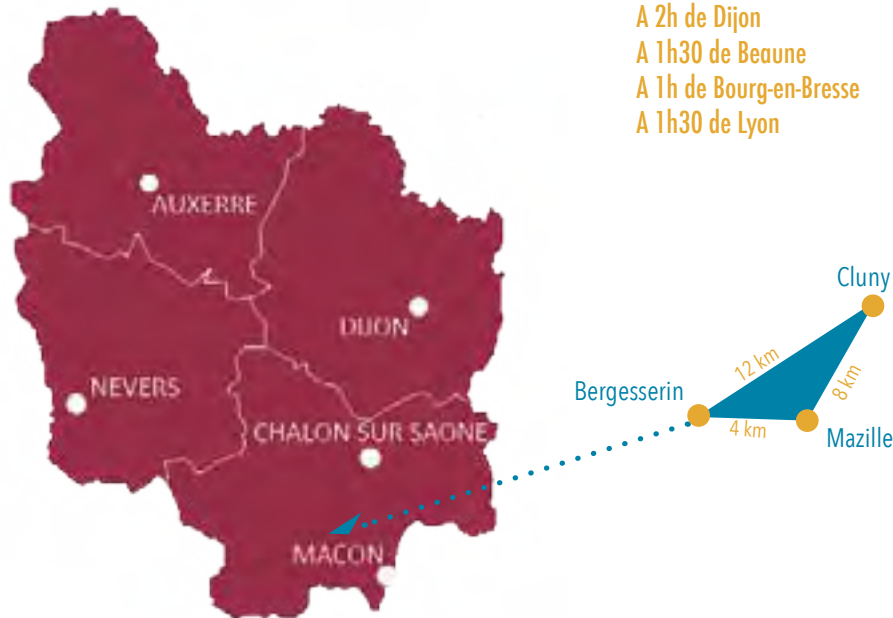 A 2h de Dijon
A 1h30 de Beaune
A 1h de Bourg-en-Bresse
A 1h30 de Lyon
AUXERRE
DIJON
NEVERS
CHALON SUR SAONE
MACON
Cluny
12 km
8 km
Bergesserin
4 km
Mazille